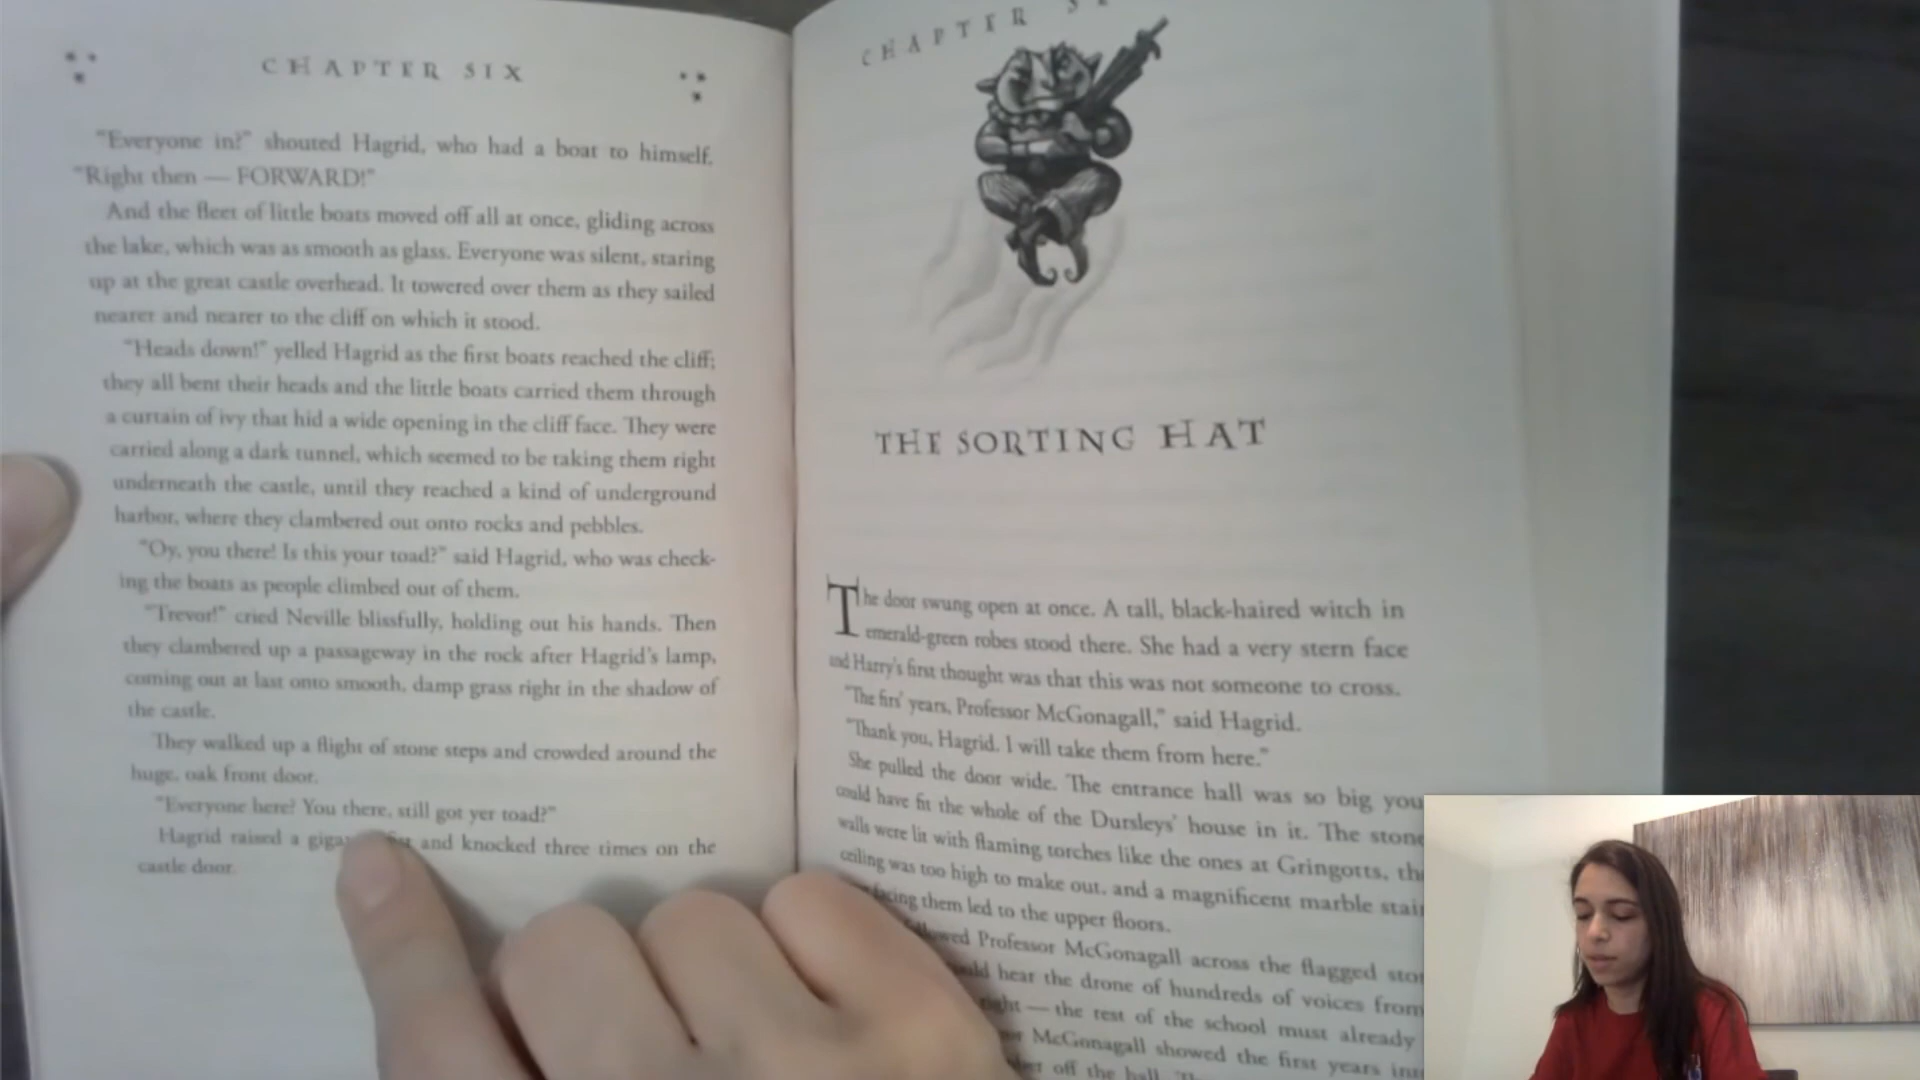 CHAPTER SIX
"Everyone in?" shouted Hagrid, who had a boat to himself.
"Right then — FORWARD!"
And the fleet of little boats moved off all at once, gliding across
the lake, which was as smooth as glass. Everyone was silent, staring
up at the great castle overhead. It towered over them as they sailed
nearer and nearer to the cliff on which it stood.
"Heads down!" yelled Hagrid as the first boats reached the cliff;
they all bent their heads and the little boats carried them through
a curtain of ivy that hid a wide opening in the cliff face. They were
carried along a dark tunnel, which seemed to be taking them right
underneath the castle, until they reached a kind of underground
harbor, where they clambered out onto rocks and pebbles.
"Oy, you there! Is this your toad?" said Hagrid, who was check-
ing the boats as people climbed out of them.
"Trevor!" cried Neville blissfully, holding out his hands. Then
they clambered up a passageway in the rock after Hagrid's lamp,
coming out at last onto smooth, damp grass right in the shadow of
the castle.
They walked up a flight of stone steps and crowded around the
huge, oak front door.
"Everyone here? You there, still got yer toad?"
Hagrid raised a and knocked three times on the
castle door.
CHAPTER
THE SORTING HAT
The door swung open at once. A tall, black-haired witch in
emerald-green robes stood there. She had a very stern face
and Harry's first thought was that this was not someone to cross.
"The firs' years, Professor McGonagall," said Hagrid.
"Thank you, Hagrid. I will take them from here."
She pulled the door wide. The entrance hall was so big you
could have fit the whole of the Dursleys' house in it. The stone
walls were lit with flaming torches like the ones at Gringotts, the
ceiling was too high to make out, and a magnificent marble
facing them led to the upper floors.
Professor McGonagall across the flagged
hear the drone of hundreds of voices from
— the rest of the school must already
McGonagall showed the first years
off the hall.